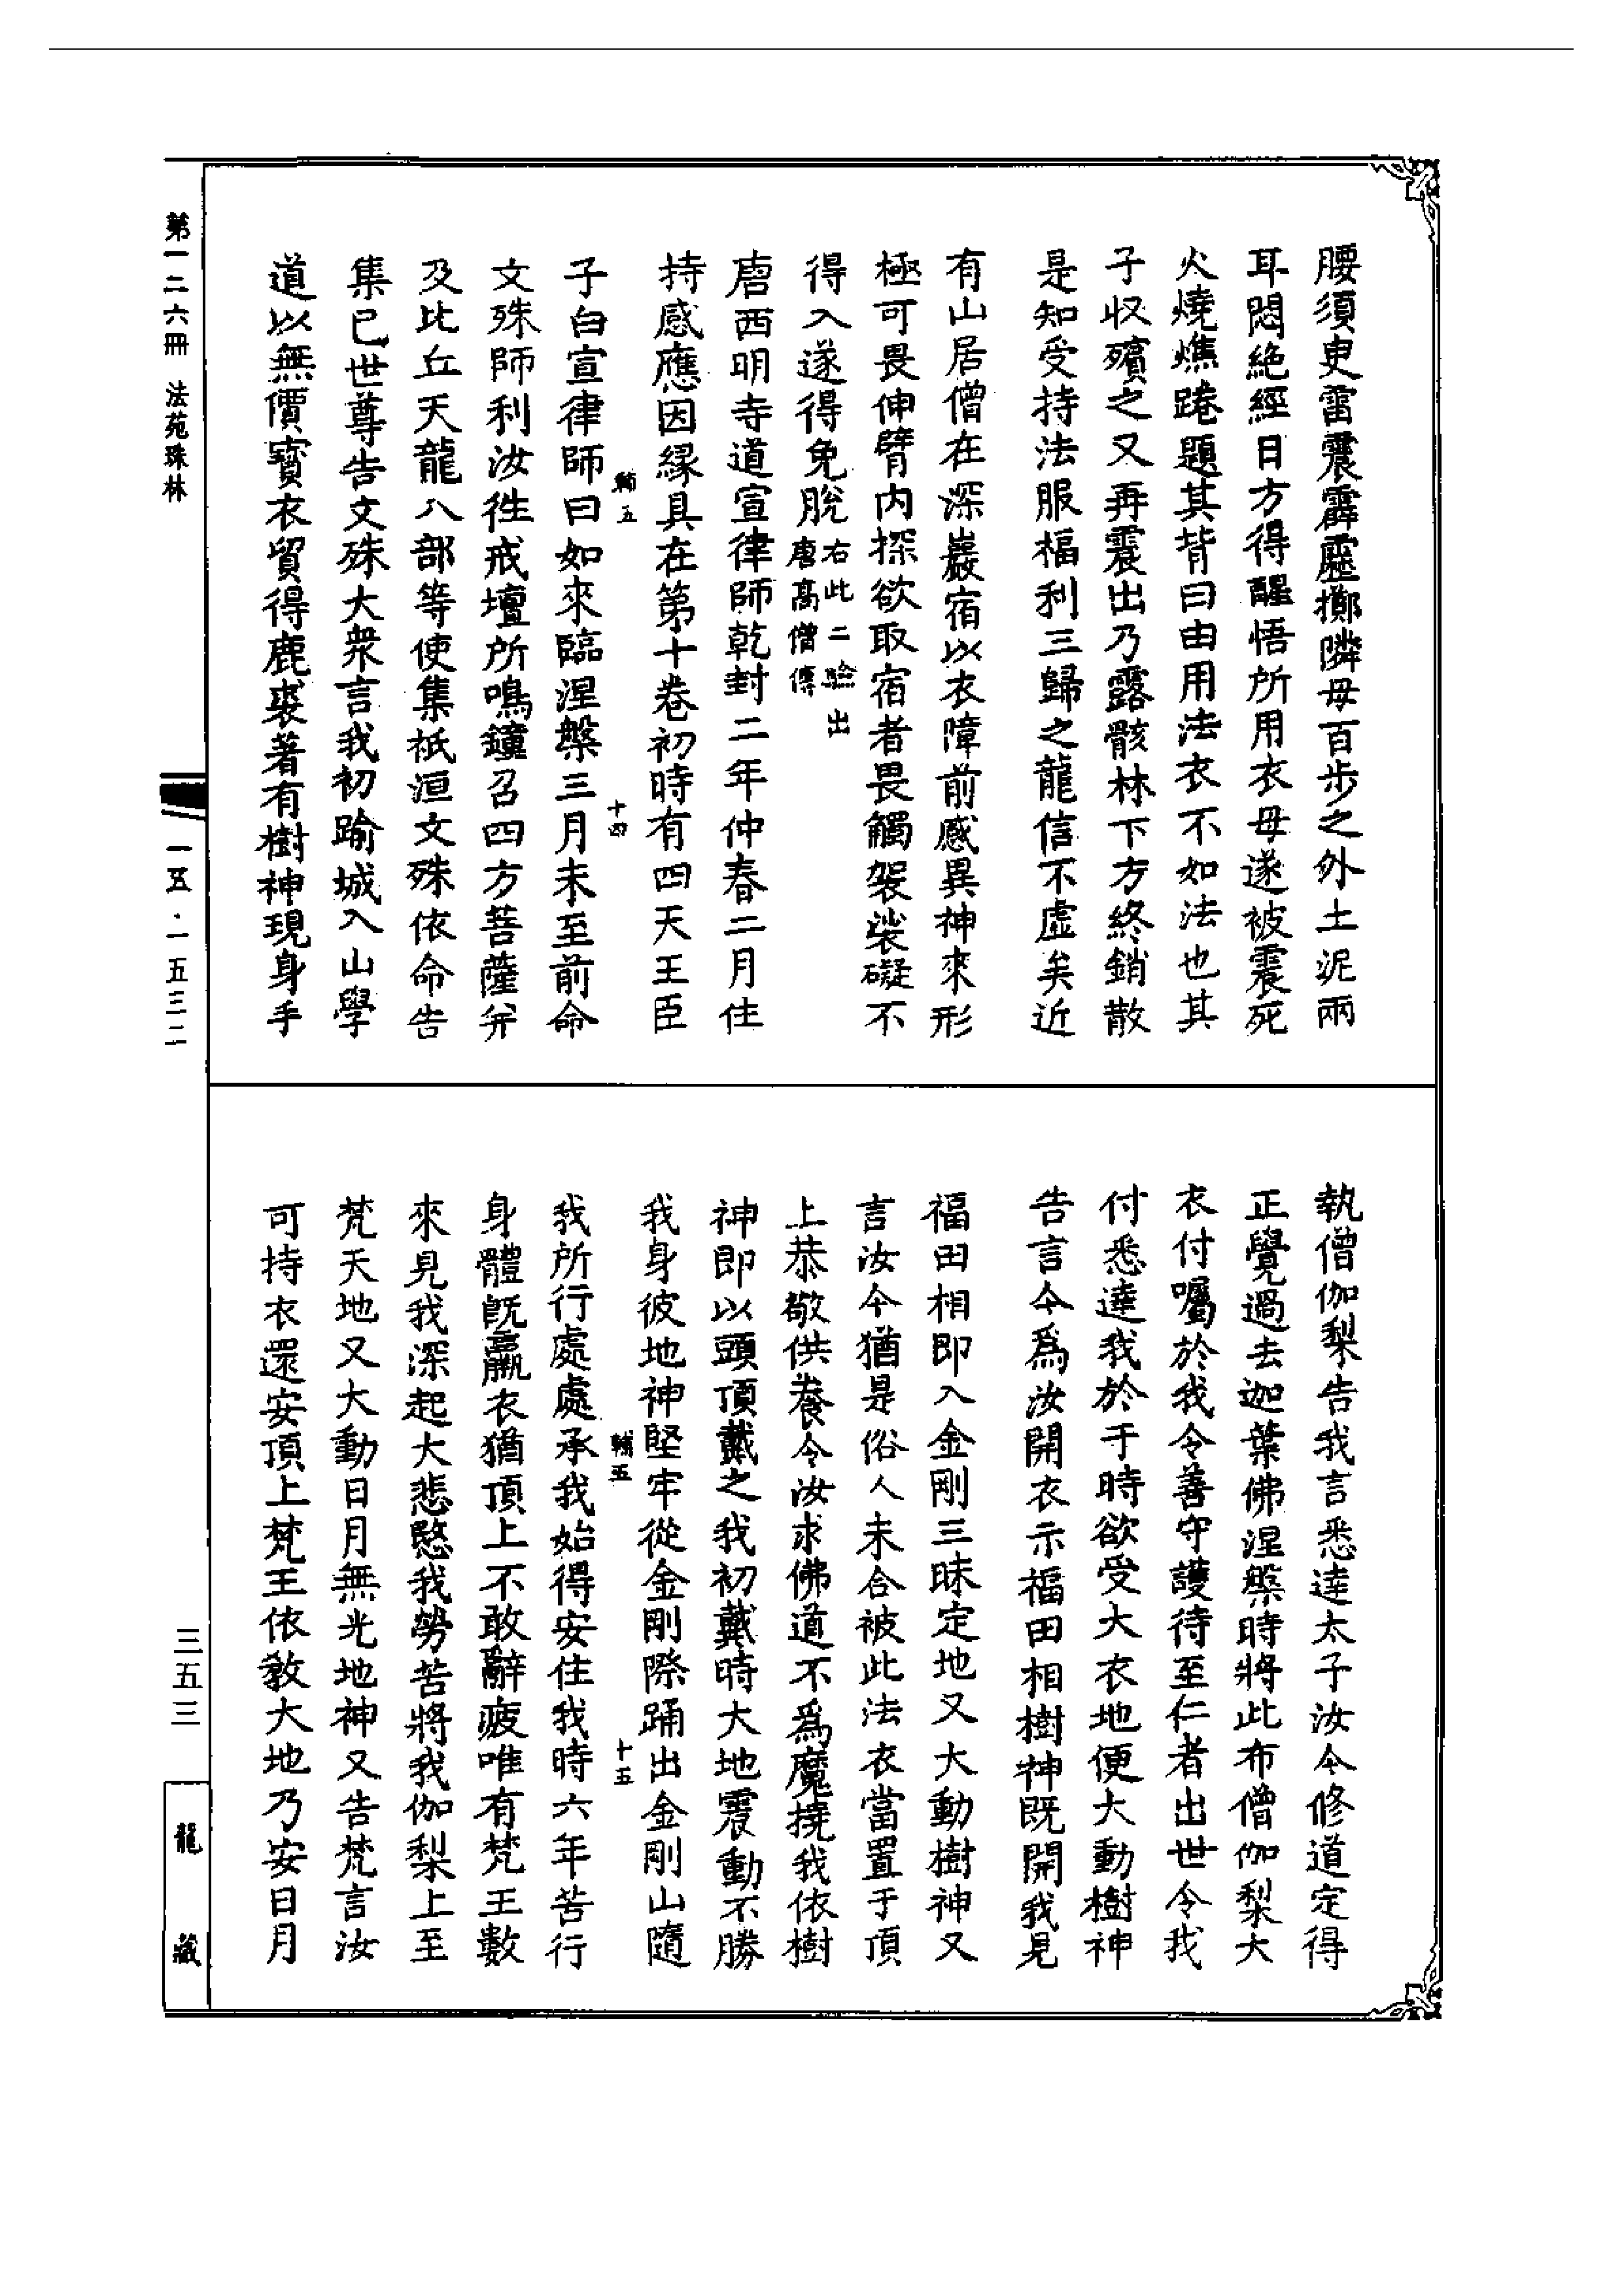 腰須臾雷震霹靂擲隣母百步之外土泥兩
耳悶絕經日方得醒悟所用衣母遂被震死
火燒燋踡題其背曰由用法衣不如法也其
子収殯之又再震出乃露骸林下方終銷散
是知受持法服福利三歸之龍信不虛矣近
有山居僧在深巖宿以衣障前感異神來形
極可畏伸臂內探欲取宿者畏觸袈裟礙不
得入遂得免脫右此二驗出
唐高僧傳
唐西明寺道宣律師乾封二年仲春二月住
持感應因緣具在第十卷初時有四天王臣
輔五
十四
子白宣律師曰如來臨涅槃三月未至前命
文殊師利汝徃戒壇所鳴鐘召四方菩薩并
及比丘天龍八部等使集祇洹文殊依命告
集已世尊告文殊大衆言我初踰城入山學
道以無價寶衣貿得鹿裘著有樹神現身手
執僧伽梨告我言悉達太子汝今修道定得
正覺過去迦葉佛涅槃時將此布僧伽梨大
衣付囑於我令善守護待至仁者出世令我
付悉達我於于時欲受大衣地便大動樹神
告言今爲汝開衣示福田相樹神既開我見
福田相即入金剛三昧定地又大動樹神又
言汝今猶是俗人未合被此法衣當置于頂
上恭敬供養令汝求佛道不爲魔撓我依樹
神即以頭頂戴之我初戴時大地震動不勝
我身彼地神堅牢從金剛際踊出金剛山隨
輔五
十五
我所行處處承我始得安住我時六年苦行
身體旣羸衣猶頂上不敢辭疲唯有梵王數
來見我深起大悲愍我勞苦將我伽梨上至
梵天地又大動日月無光地神又告梵言汝
可持衣還安頂上梵王依教大地乃安日月
第一二六冊 法苑珠林
一五·一五三二
三五三
龍藏